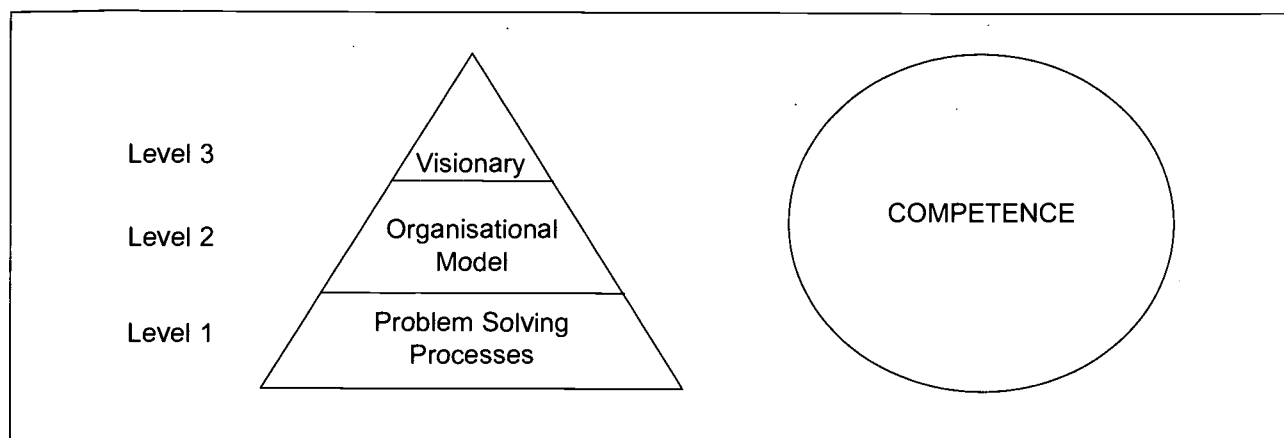 Level 3
Visionary
Level 2
Organisational
Model
Level 1
Problem Solving
Processes
COMPETENCE